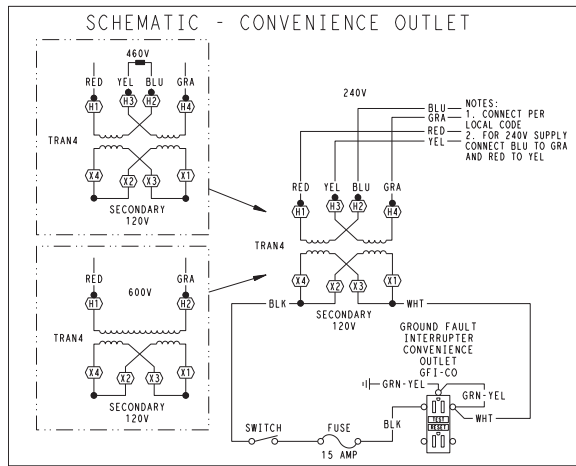 SCHEMATIC - CONVENIENCE OUTLET
460V
RED YEL BLU GRA
H1 H3 H2 H4
TRAN4
X4 X2 X3 X1
SECONDARY
120V
RED GRA
600V
H1 H2
TRAN4
X4 X2 X3 X1
SECONDARY
120V
240V
BLU
GRA
RED
YEL
NOTES:
1. CONNECT PER
LOCAL CODE
2. FOR 240V SUPPLY
CONNECT BLU TO GRA
AND RED TO YEL
RED YEL BLU GRA
H1 H3 H2 H4
TRAN4
X4 X2 X3 X1
BLK WHT
SECONDARY
120V
GROUND FAULT
INTERRUPTER
CONVENIENCE
OUTLET
GFI-CO
GRN-YEL
GRN-YEL
WHT
BLK
TEST
RESET
SWITCH FUSE
15 AMP